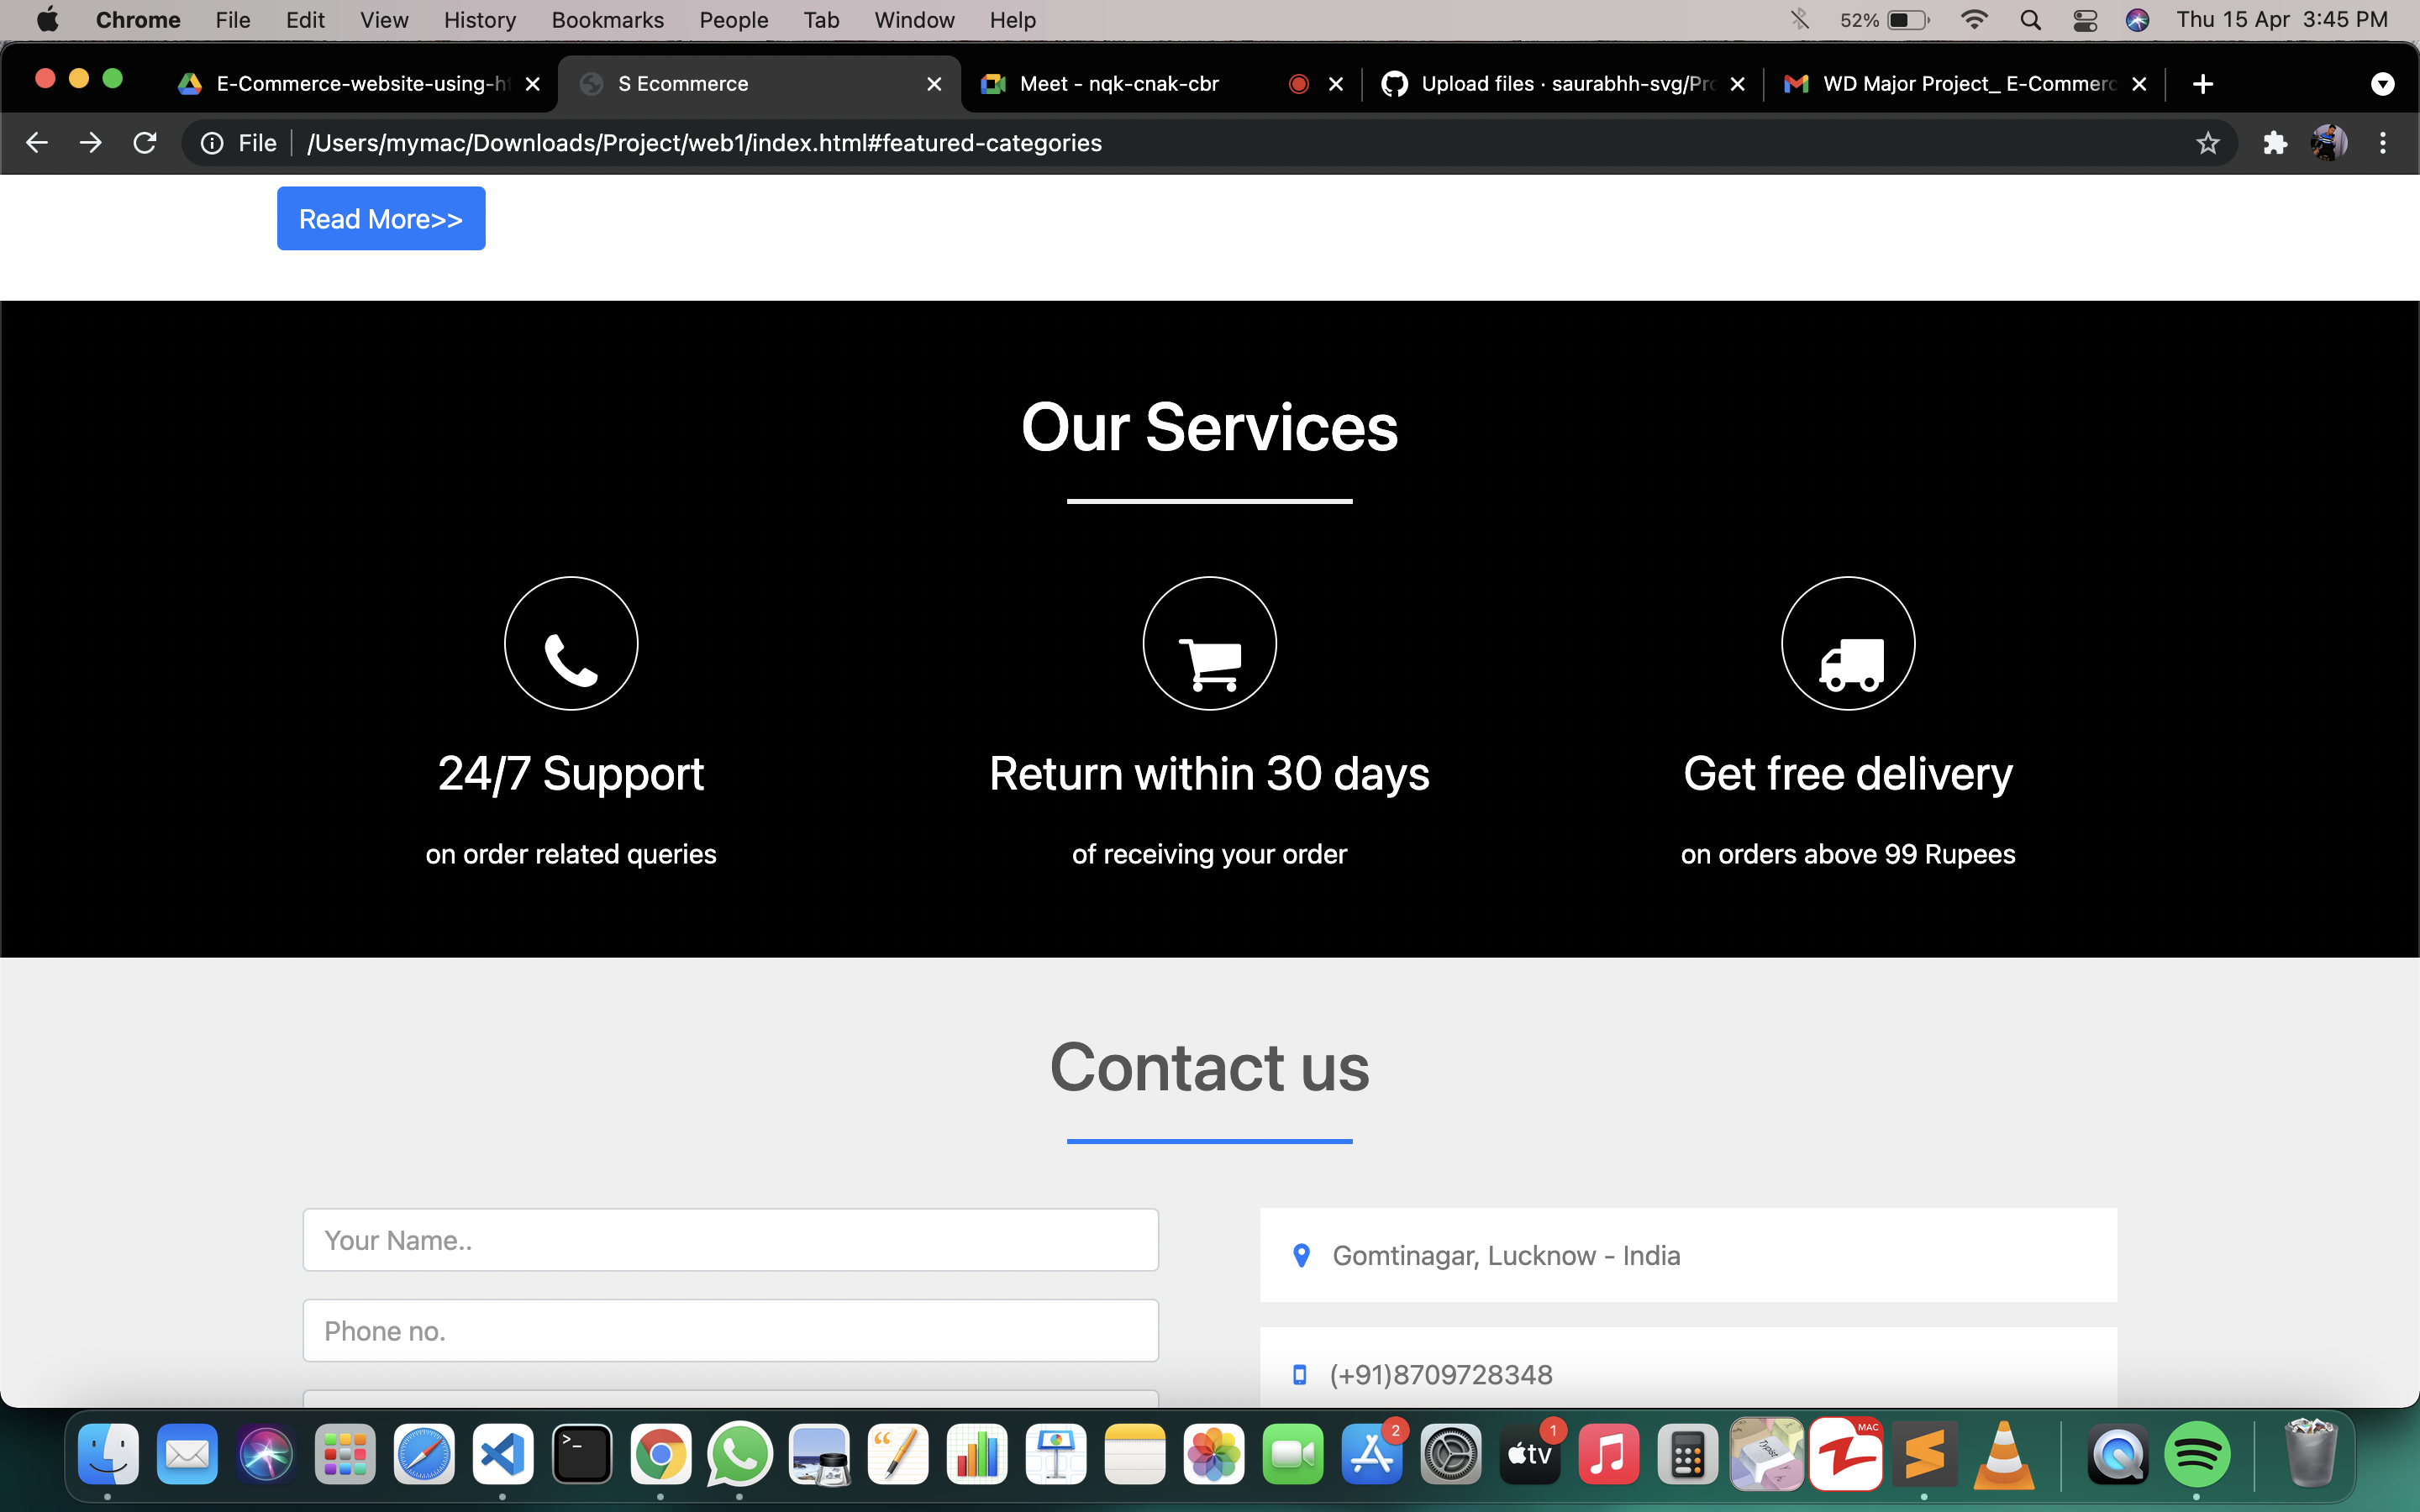 Chrome File Edit View History Bookmarks People Tab Window Help 52% Thu 15 Apr 3:45 PM
E-Commerce-website-using-ht S Ecommerce Meet - nqk-cnak-cbr Upload files · saurabhh-svg/Pro WD Major Project_ E-Commerc
File /Users/mymac/Downloads/Project/web1/index.html#featured-categories
Read More>>
Our Services
24/7 Support Return within 30 days Get free delivery
on order related queries of receiving your order on orders above 99 Rupees
Contact us
Your Name.. Gomtinagar, Lucknow - India
Phone no.
(+91)8709728348
2 1 MAC
tv
Typist